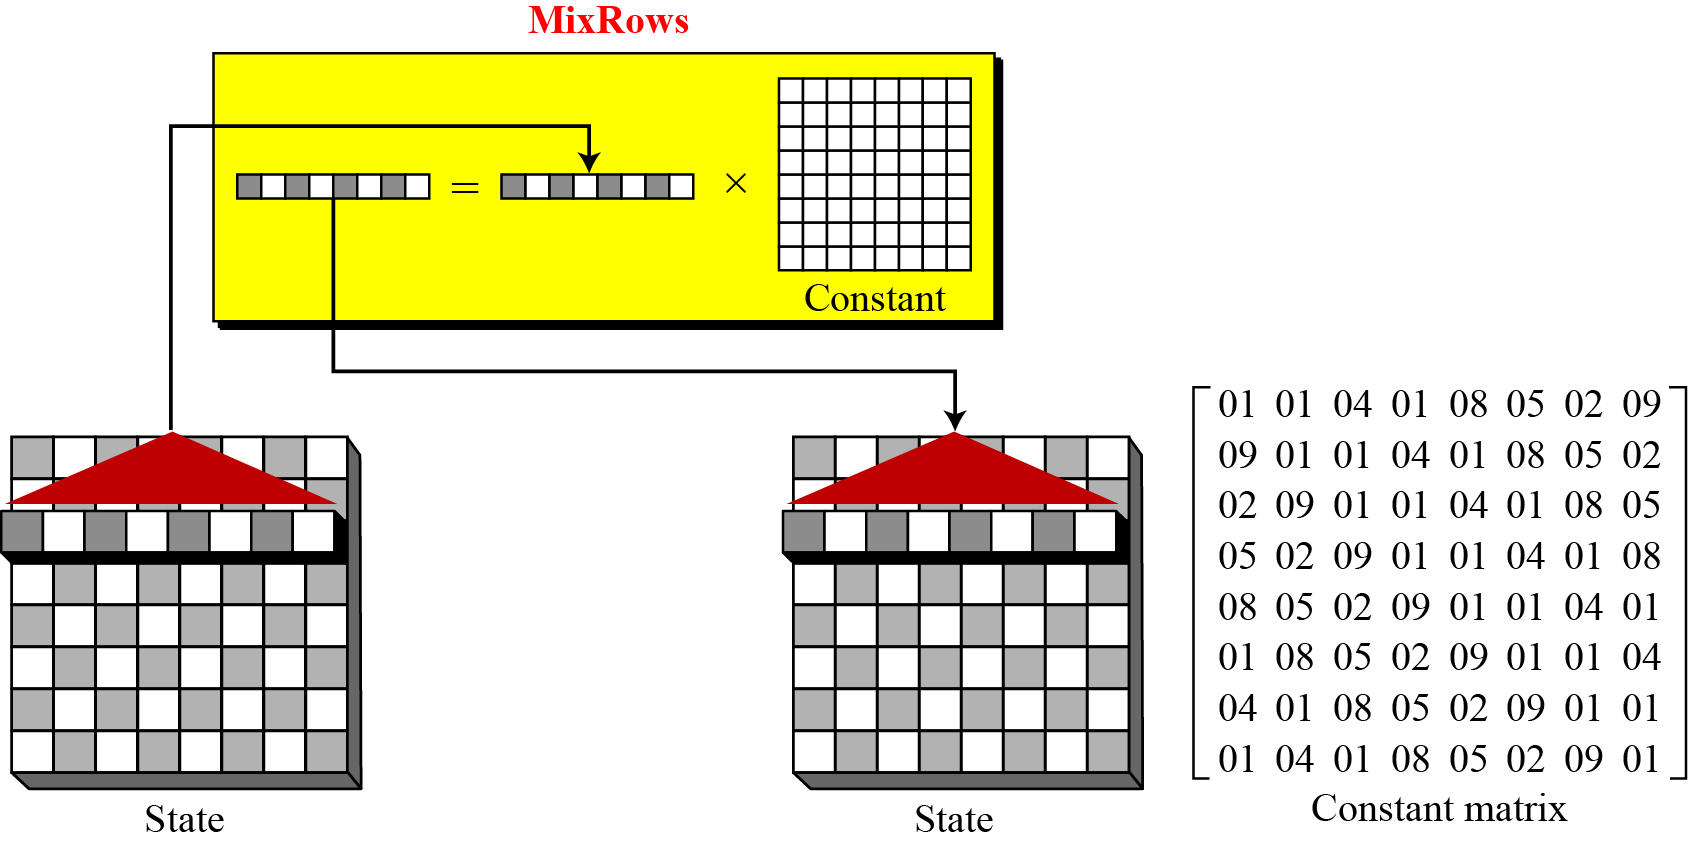 MixRows
= ×
Constant
01 01 04 01 08 05 02 09
09 01 01 04 01 08 05 02
02 09 01 01 04 01 08 05
05 02 09 01 01 04 01 08
08 05 02 09 01 01 04 01
01 08 05 02 09 01 01 04
04 01 08 05 02 09 01 01
01 04 01 08 05 02 09 01
State
State
Constant matrix